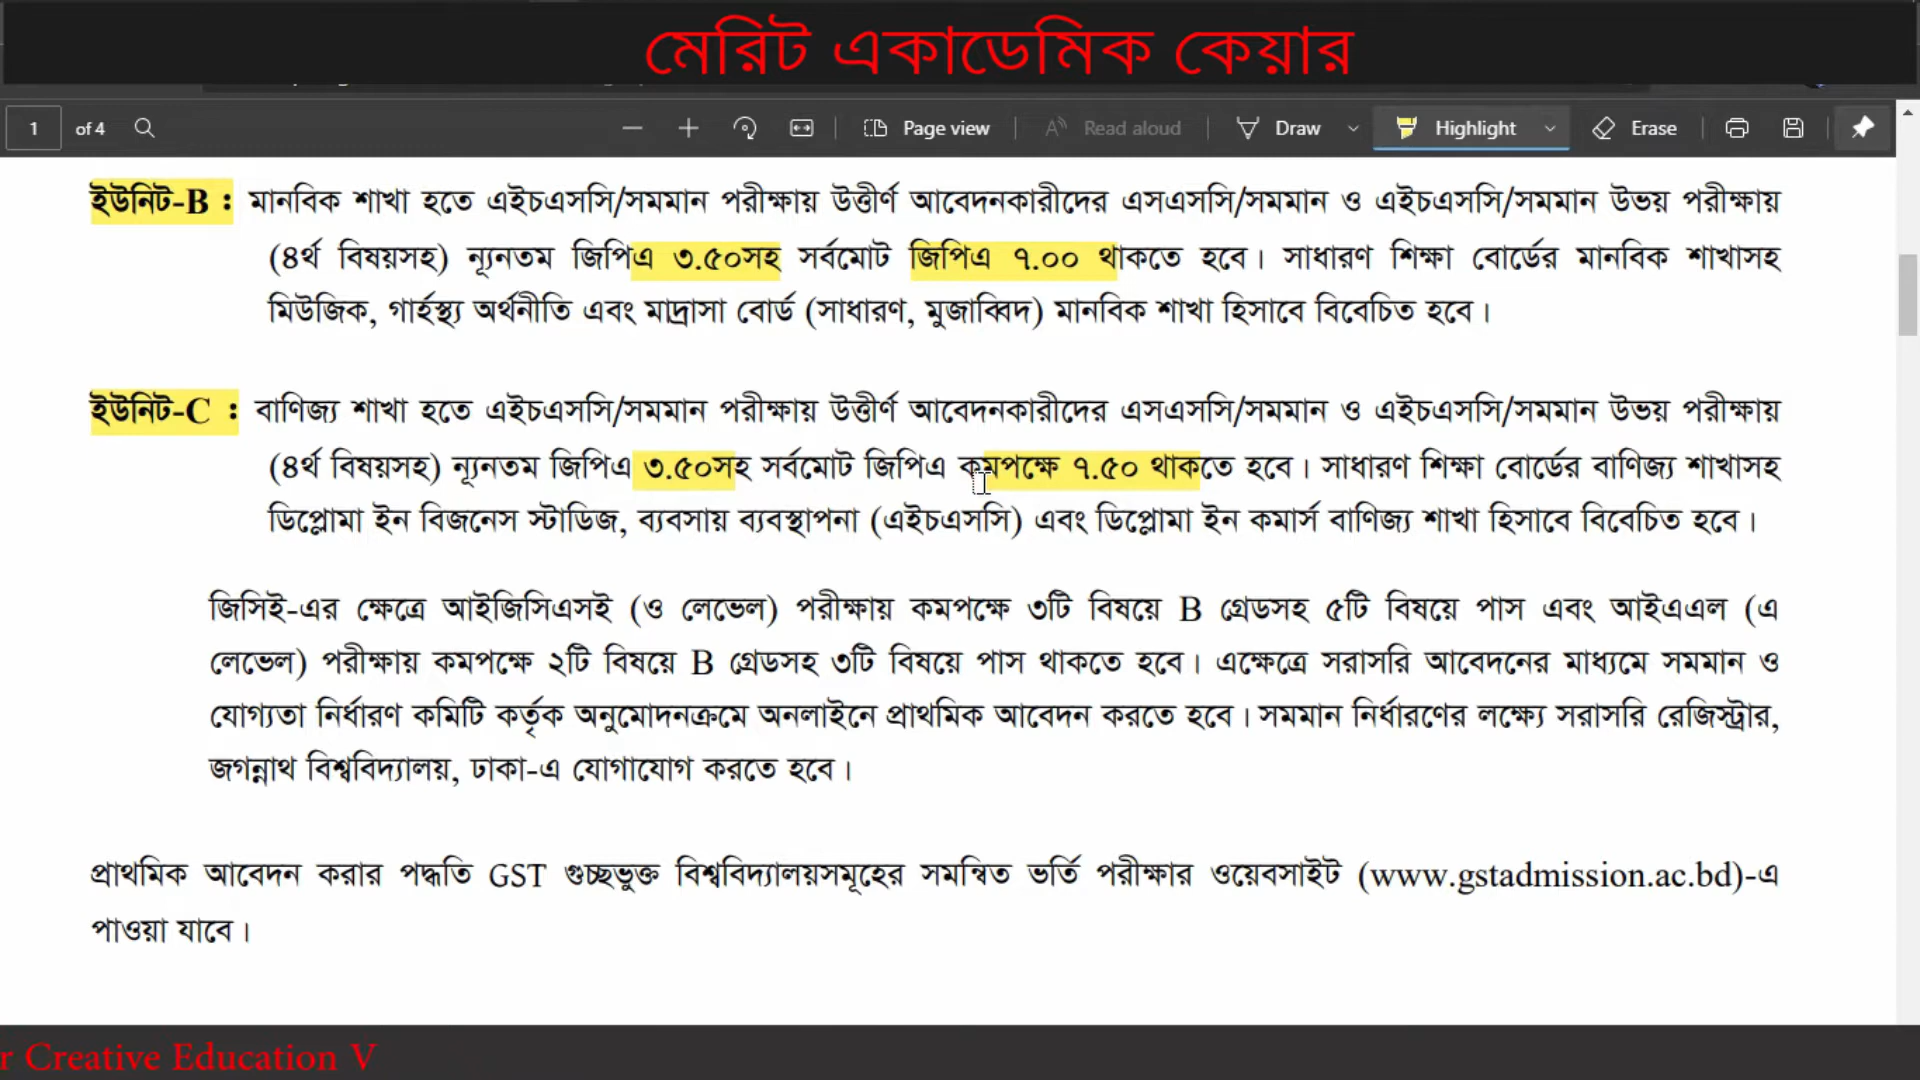 মেরিট একাডেমিক কেয়ার
1 of 4 Page view Read aloud Draw Highlight Erase
ইউনিট-B : মানবিক শাখা হতে এইচএসসি/সমমান পরীক্ষায় উত্তীর্ণ আবেদনকারীদের এসএসসি/সমমান ও এইচএসসি/সমমান উভয় পরীক্ষায়
(৪র্থ বিষয়সহ) ন্যূনতম জিপিএ ৩.৫০সহ সর্বমোট জিপিএ ৭.০০ থাকতে হবে। সাধারণ শিক্ষা বোর্ডের মানবিক শাখাসহ
মিউজিক, গার্হস্থ্য অর্থনীতি এবং মাদ্রাসা বোর্ড (সাধারণ, মুজাব্বিদ) মানবিক শাখা হিসাবে বিবেচিত হবে।
ইউনিট-C : বাণিজ্য শাখা হতে এইচএসসি/সমমান পরীক্ষায় উত্তীর্ণ আবেদনকারীদের এসএসসি/সমমান ও এইচএসসি/সমমান উভয় পরীক্ষায়
(৪র্থ বিষয়সহ) ন্যূনতম জিপিএ ৩.৫০সহ সর্বমোট জিপিএ কমপক্ষে ৭.৫০ থাকতে হবে। সাধারণ শিক্ষা বোর্ডের বাণিজ্য শাখাসহ
ডিপ্লোমা ইন বিজনেস স্টাডিজ, ব্যবসায় ব্যবস্থাপনা (এইচএসসি) এবং ডিপ্লোমা ইন কমার্স বাণিজ্য শাখা হিসাবে বিবেচিত হবে।
জিসিই-এর ক্ষেত্রে আইজিসিএসই (ও লেভেল) পরীক্ষায় কমপক্ষে ৩টি বিষয়ে B গ্রেডসহ ৫টি বিষয়ে পাস এবং আইএএল (এ
লেভেল) পরীক্ষায় কমপক্ষে ২টি বিষয়ে B গ্রেডসহ ৩টি বিষয়ে পাস থাকতে হবে। এক্ষেত্রে সরাসরি আবেদনের মাধ্যমে সমমান ও
যোগ্যতা নির্ধারণ কমিটি কর্তৃক অনুমোদনক্রমে অনলাইনে প্রাথমিক আবেদন করতে হবে। সমমান নির্ধারণের লক্ষ্যে সরাসরি রেজিস্ট্রার,
জগন্নাথ বিশ্ববিদ্যালয়, ঢাকা-এ যোগাযোগ করতে হবে।
প্রাথমিক আবেদন করার পদ্ধতি GST গুচ্ছভুক্ত বিশ্ববিদ্যালয়সমূহের সমন্বিত ভর্তি পরীক্ষার ওয়েবসাইট (www.gstadmission.ac.bd)-এ
পাওয়া যাবে।
r Creative Education V